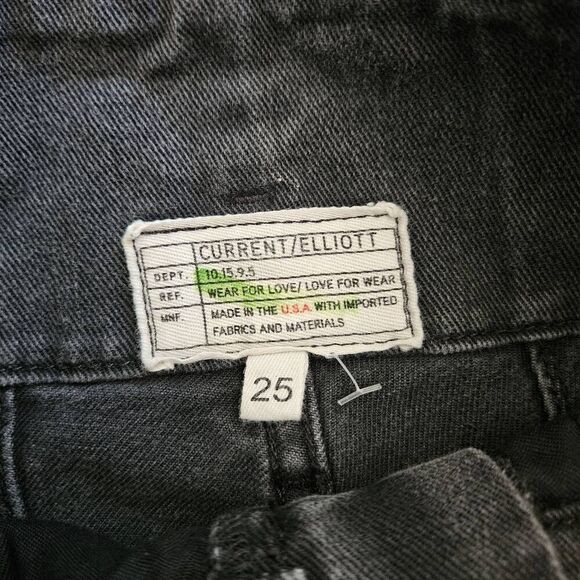 CURRENT/ELLIOTT
DEPT. 10.15.9.5
REF. WEAR FOR LOVE/ LOVE FOR WEAR
MNF MADE IN THE U.S.A. WITH IMPORTED
FABRICS AND MATERIALS
25